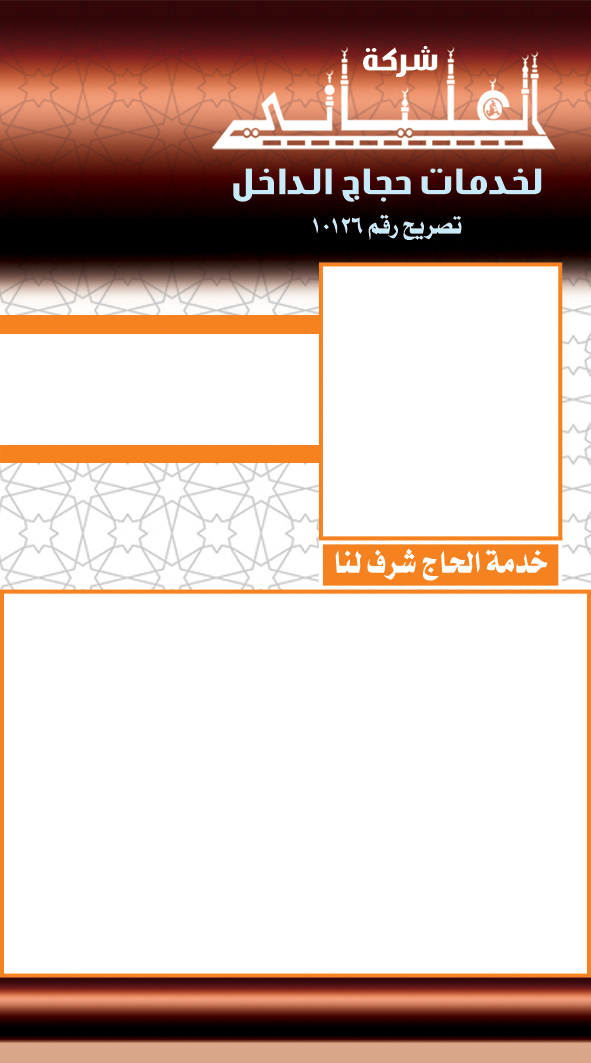 شركة
العلياني
لخدمات حجاج الداخل
تصريح رقم ١٠١٢٦
خدمة الحاج شرف لنا